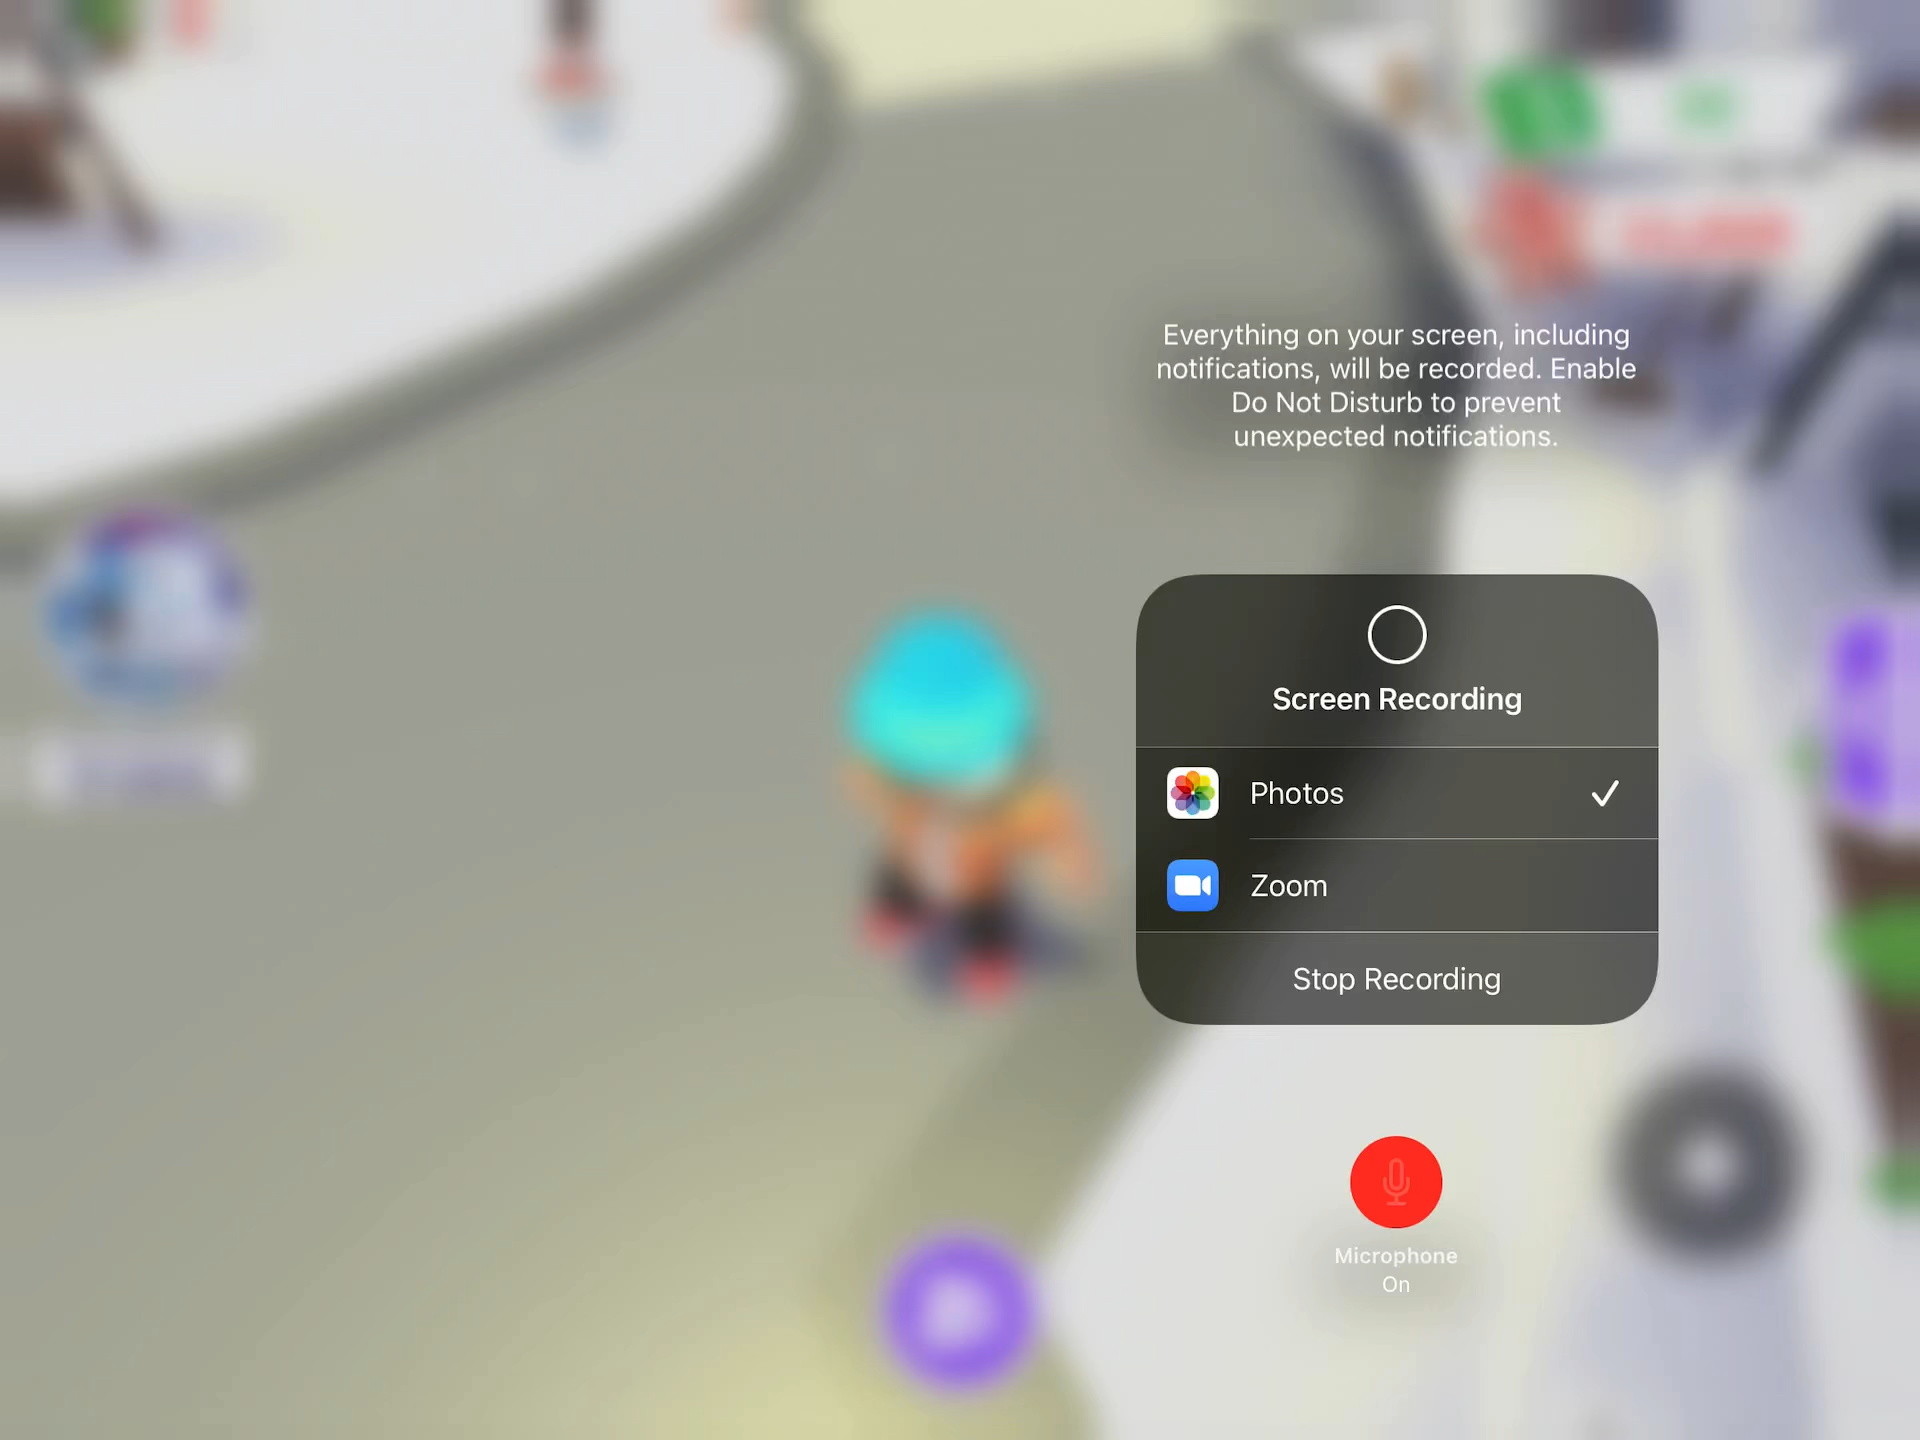 Everything on your screen, including
notifications, will be recorded. Enable
Do Not Disturb to prevent
unexpected notifications.
Screen Recording
Photos
Zoom
Stop Recording
Microphone
On